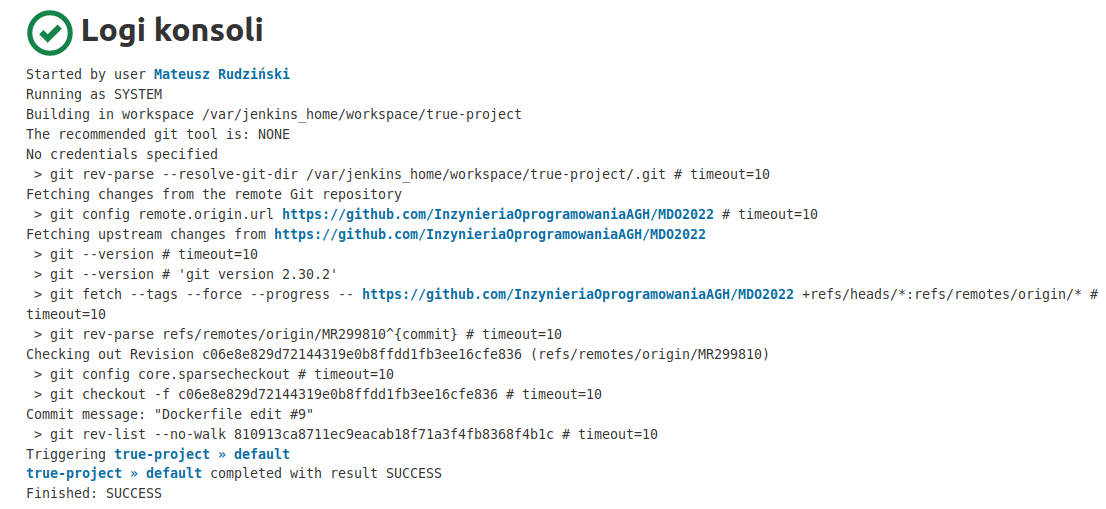 Logi konsoli
Started by user Mateusz Rudziński
Running as SYSTEM
Building in workspace /var/jenkins_home/workspace/true-project
The recommended git tool is: NONE
No credentials specified
 > git rev-parse --resolve-git-dir /var/jenkins_home/workspace/true-project/.git # timeout=10
Fetching changes from the remote Git repository
 > git config remote.origin.url https://github.com/InzynieriaOprogramowaniaAGH/MDO2022 # timeout=10
Fetching upstream changes from https://github.com/InzynieriaOprogramowaniaAGH/MDO2022
 > git --version # timeout=10
 > git --version # 'git version 2.30.2'
 > git fetch --tags --force --progress -- https://github.com/InzynieriaOprogramowaniaAGH/MDO2022 +refs/heads/*:refs/remotes/origin/* #
timeout=10
 > git rev-parse refs/remotes/origin/MR299810^{commit} # timeout=10
Checking out Revision c06e8e829d72144319e0b8ffdd1fb3ee16cfe836 (refs/remotes/origin/MR299810)
 > git config core.sparsecheckout # timeout=10
 > git checkout -f c06e8e829d72144319e0b8ffdd1fb3ee16cfe836 # timeout=10
Commit message: "Dockerfile edit #9"
 > git rev-list --no-walk 810913ca8711ec9eacab18f71a3f4fb8368f4b1c # timeout=10
Triggering true-project » default
true-project » default completed with result SUCCESS
Finished: SUCCESS